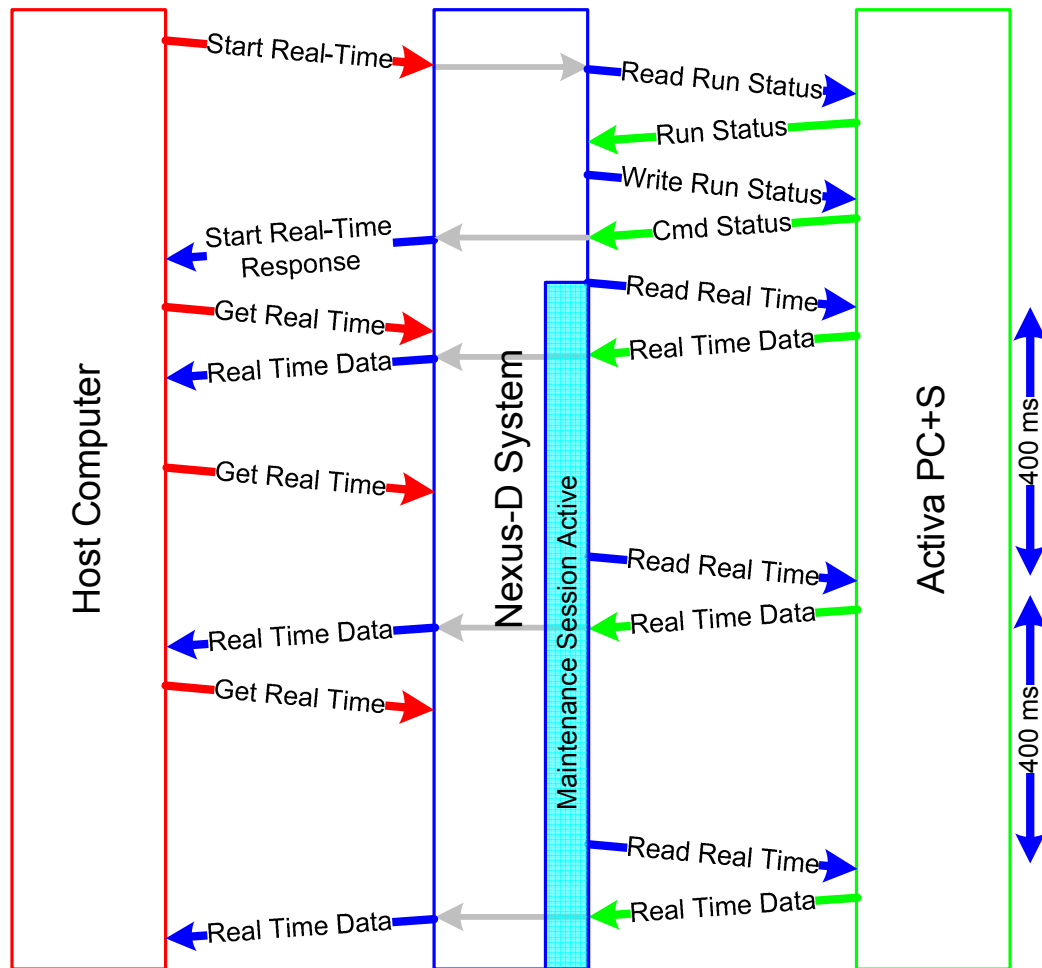 Start Real-Time
Read Run Status
Run Status
Write Run Status
Cmd Status
Start Real-Time
Response
Read Real Time
Get Real Time
Real Time Data
Real Time Data
Get Real Time
Read Real Time
Real Time Data
Real Time Data
Get Real Time
Read Real Time
Real Time Data
Real Time Data
Host Computer
Nexus-D System
Maintenance Session Active
Activa PC+S
400 ms
400 ms